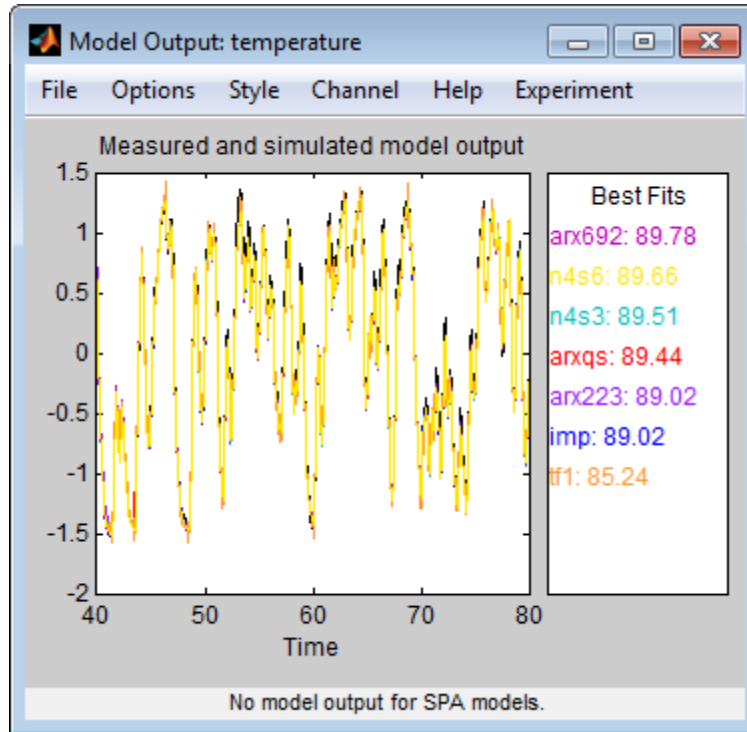 Model Output: temperature
File Options Style Channel Help Experiment
Measured and simulated model output
1.5
1
0.5
0
-0.5
-1
-1.5
-2
40 50 60 70 80
Time
Best Fits
arx692: 89.78
n4s6: 89.66
n4s3: 89.51
arxqs: 89.44
arx223: 89.02
imp: 89.02
tf1: 85.24
No model output for SPA models.